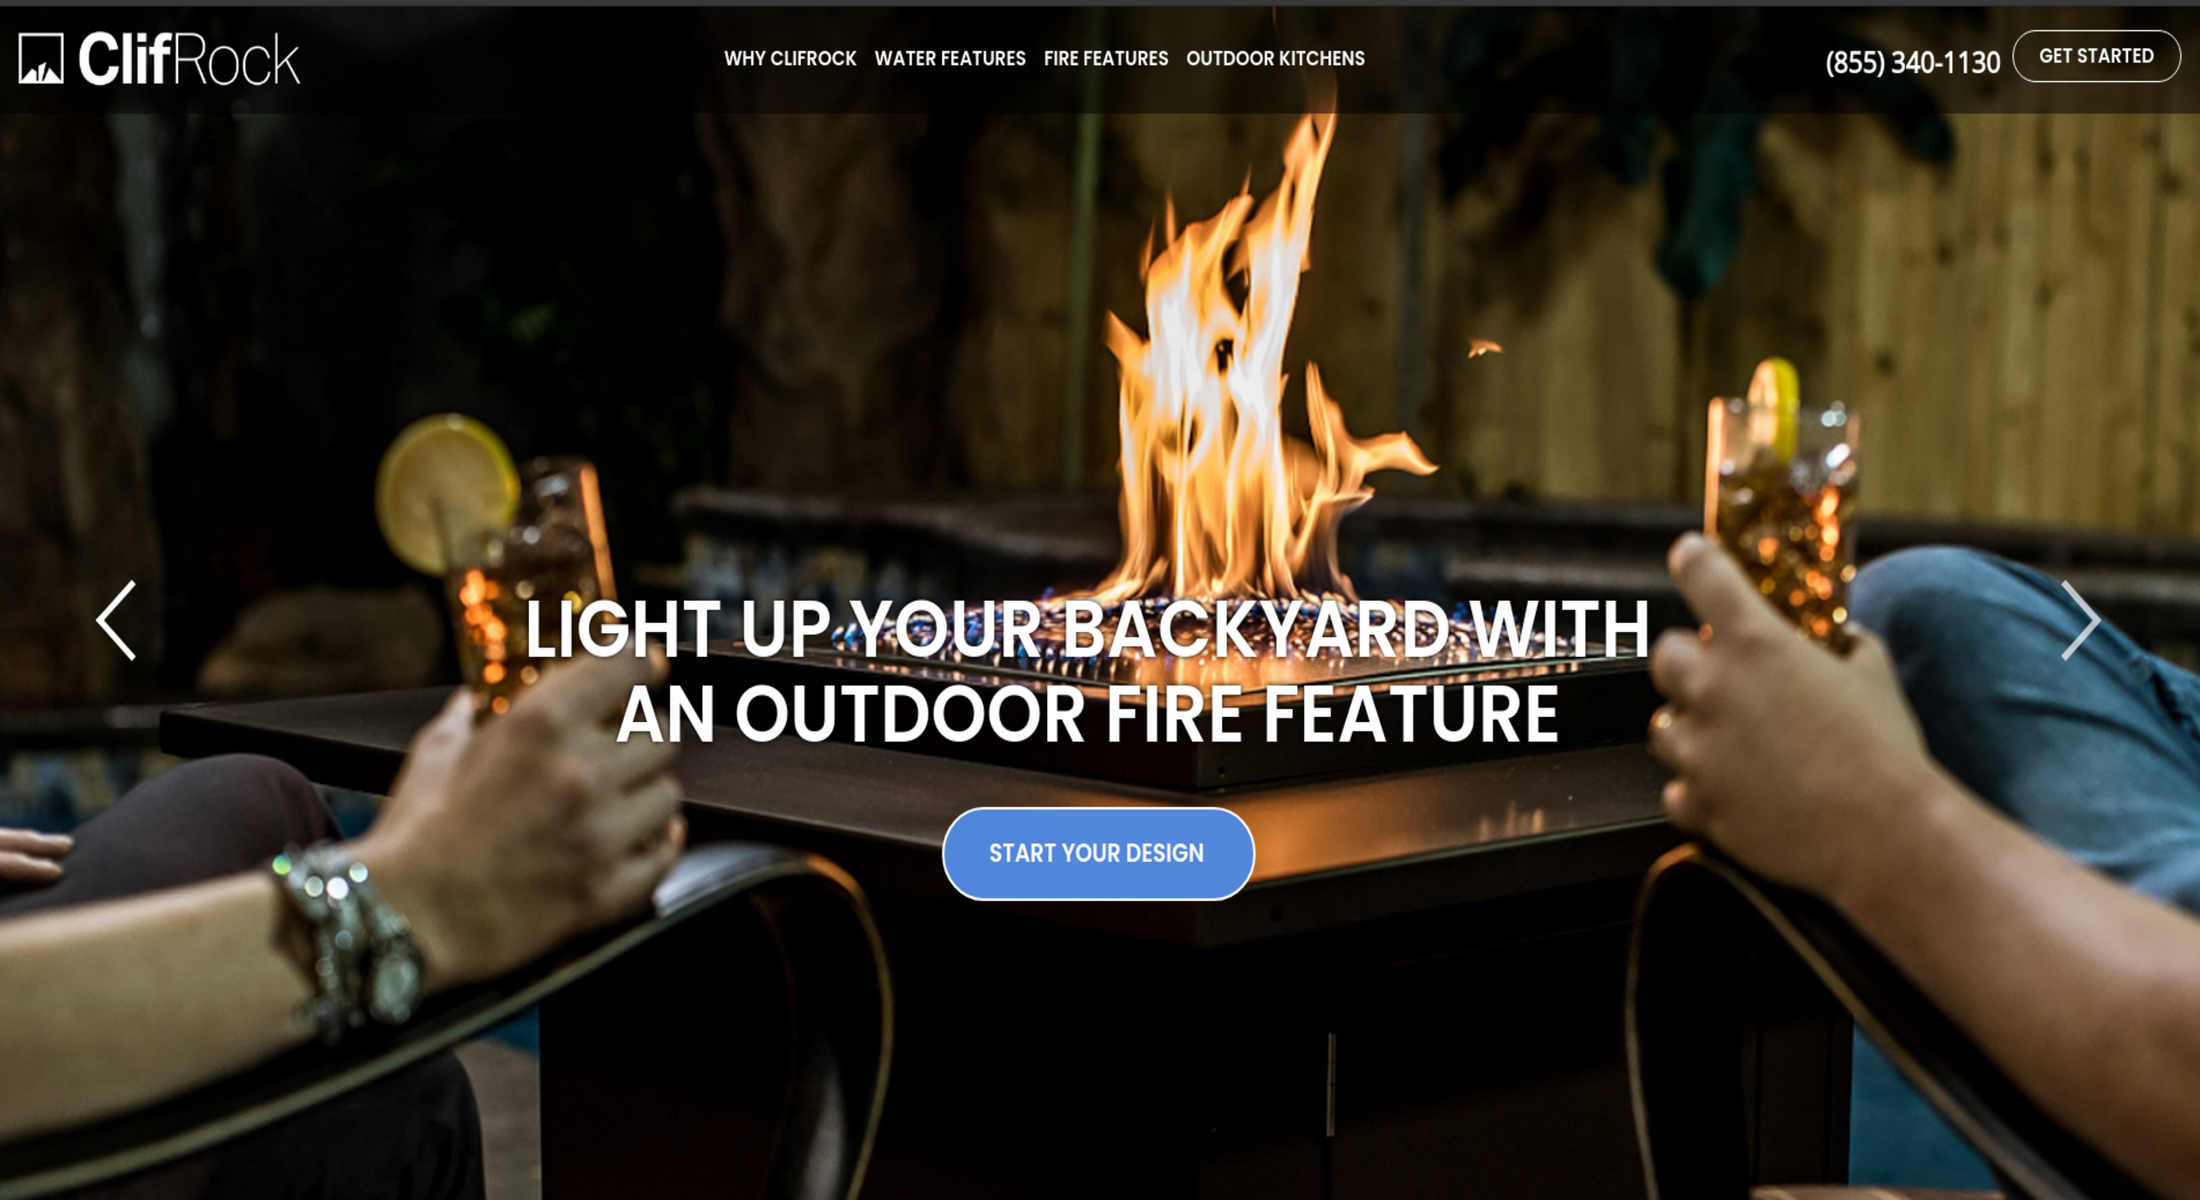 ClifRock
WHY CLIFROCK
WATER FEATURES
FIRE FEATURES
OUTDOOR KITCHENS
(855) 340-1130
GET STARTED
LIGHT UP YOUR BACKYARD WITH
AN OUTDOOR FIRE FEATURE
START YOUR DESIGN